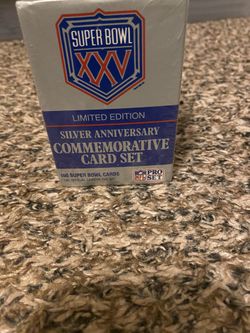 SUPER BOWL
XXV
LIMITED EDITION
SILVER ANNIVERSARY
COMMEMORATIVE
CARD SET
160 SUPER BOWL CARDS
PRO
SET